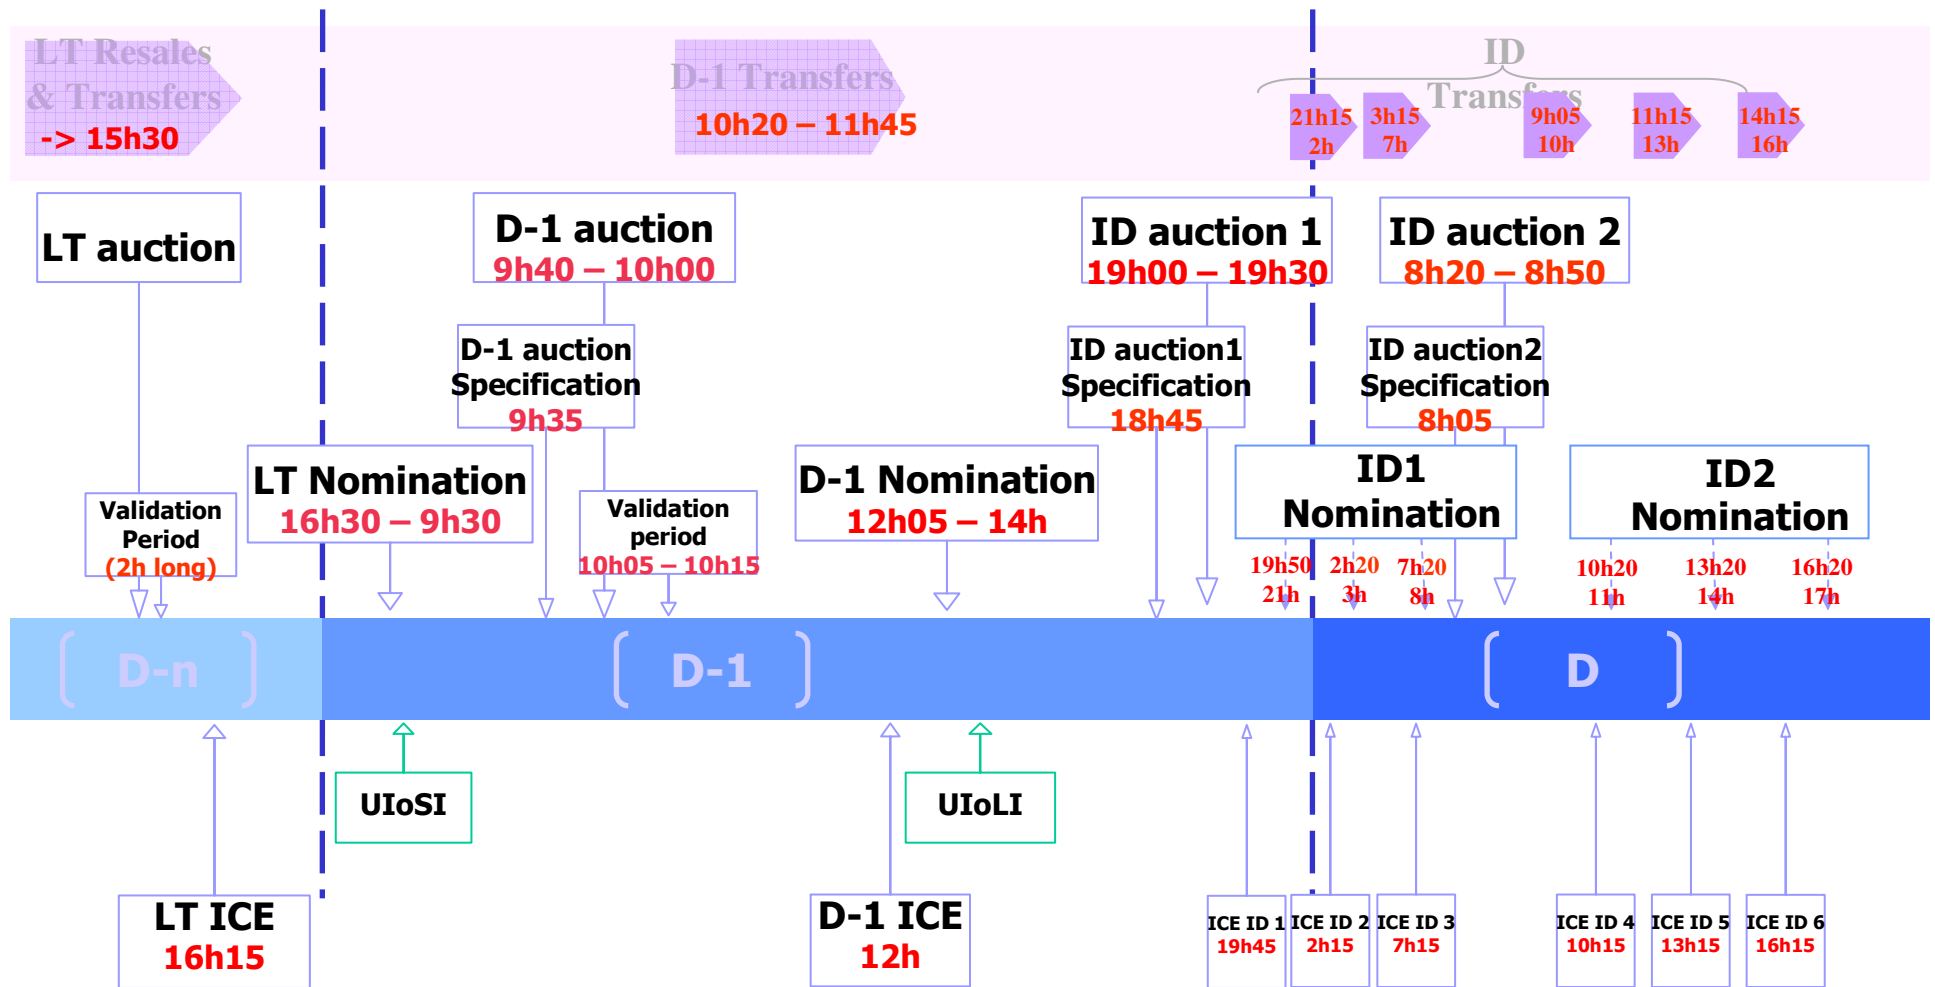 LT Resales
& Transfers
-> 15h30
D-1 Transfers
10h20 – 11h45
ID
Transfers
21h15
2h
3h15
7h
9h05
10h
11h15
13h
14h15
16h
LT auction
D-1 auction
9h40 – 10h00
ID auction 1
19h00 – 19h30
ID auction 2
8h20 – 8h50
D-1 auction
Specification
9h35
ID auction1
Specification
18h45
ID auction2
Specification
8h05
Validation
Period
(2h long)
LT Nomination
16h30 – 9h30
Validation
period
10h05 – 10h15
D-1 Nomination
12h05 – 14h
ID1
Nomination
19h50
21h
2h20
3h
7h20
8h
ID2
Nomination
10h20
11h
13h20
14h
16h20
17h
D-n
D-1
D
UIoSI
UIoLI
LT ICE
16h15
D-1 ICE
12h
ICE ID 1
19h45
ICE ID 2
2h15
ICE ID 3
7h15
ICE ID 4
10h15
ICE ID 5
13h15
ICE ID 6
16h15